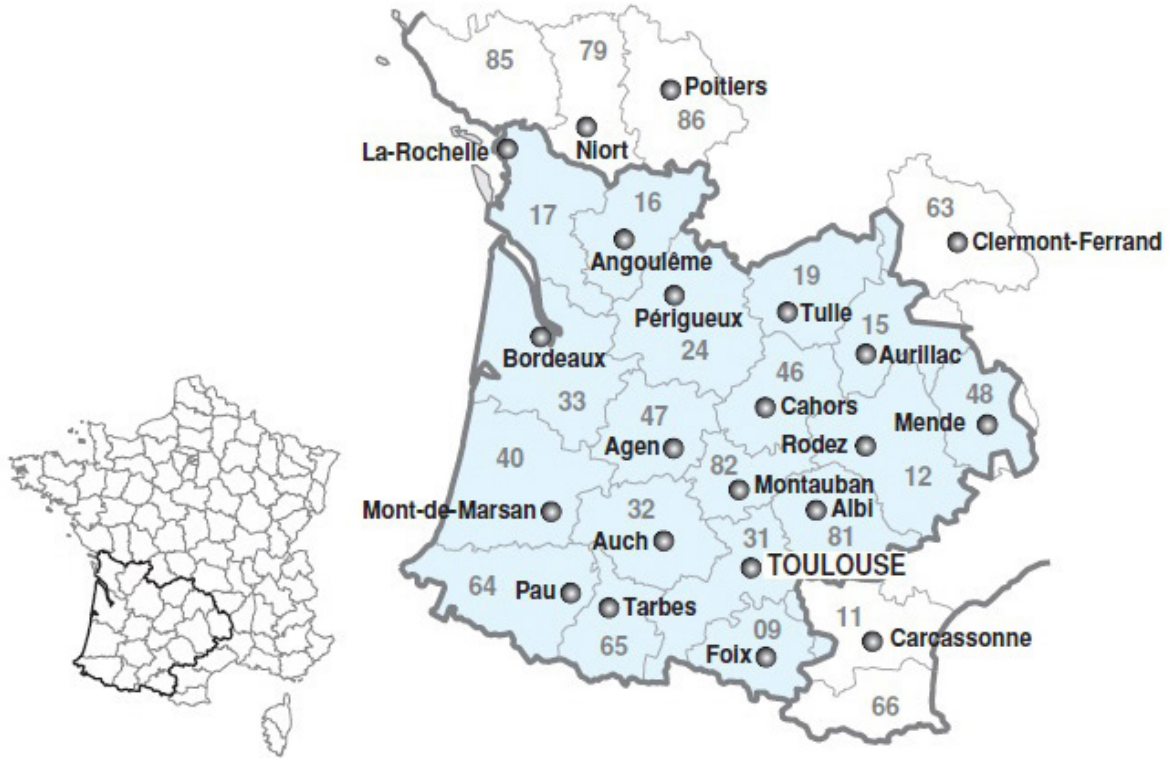 85
79
Poitiers
86
La-Rochelle
Niort
17
16
63
Angoulême
Clermont-Ferrand
19
Périgueux
Tulle
15
Bordeaux
24
Aurillac
46
33
47
Cahors
48
Mende
Agen
Rodez
40
82
12
Montauban
Mont-de-Marsan
32
Albi
Auch
31
81
TOULOUSE
64
Pau
Tarbes
65
09
Foix
11
Carcassonne
66